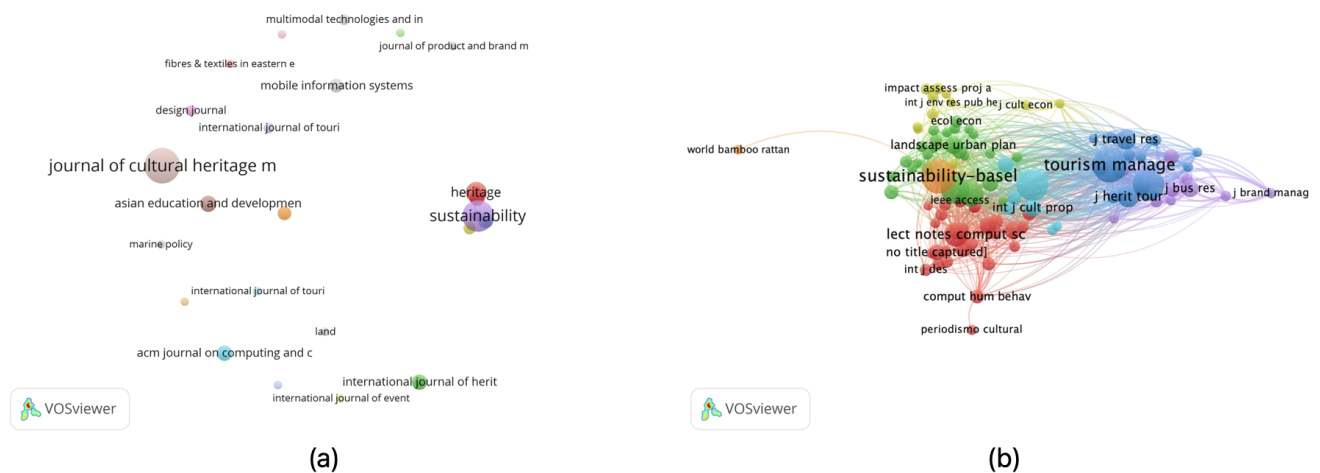 multimodal technologies and in
journal of product and brand m
fibres & textiles in eastern e
mobile information systems
design journal
international journal of touri
journal of cultural heritage m
heritage
asian education and developmen
sustainability
marine policy
international journal of touri
land
acm journal on computing and c
international journal of herit
international journal of event
VOSviewer
(a)
impact assess proj a
int j env res pub he
j cult econ
ecol econ
world bamboo rattan
landscape urban plan
j travel res
tourism manage
sustainability-basel
j bus res
j brand manag
ieee access
int j cult prop
j herit tour
lect notes comput sc
no title captured]
int j des
comput hum behav
periodismo cultural
VOSviewer
(b)